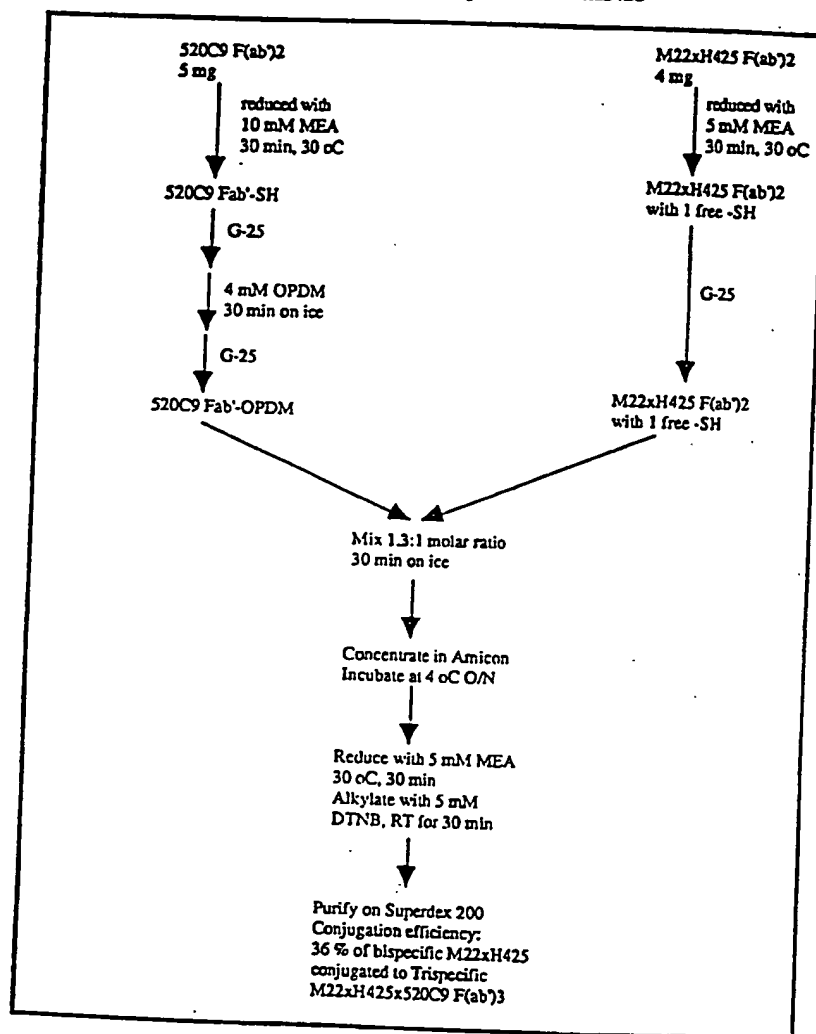 520C9 F(ab')2
5 mg
reduced with
10 mM MEA
30 min, 30 oC
520C9 Fab'-SH
G-25
4 mM OPDM
30 min on ice
G-25
520C9 Fab'-OPDM
M22xH425 F(ab')2
4 mg
reduced with
5 mM MEA
30 min, 30 oC
M22xH425 F(ab')2
with 1 free -SH
G-25
M22xH425 F(ab')2
with 1 free -SH
Mix 1.3:1 molar ratio
30 min on ice
Concentrate in Amicon
Incubate at 4 oC O/N
Reduce with 5 mM MEA
30 oC, 30 min
Alkylate with 5 mM
DTNB, RT for 30 min
Purify on Superdex 200
Conjugation efficiency:
36 % of bispecific M22xH425
conjugated to Trispecific
M22xH425x520C9 F(ab')3